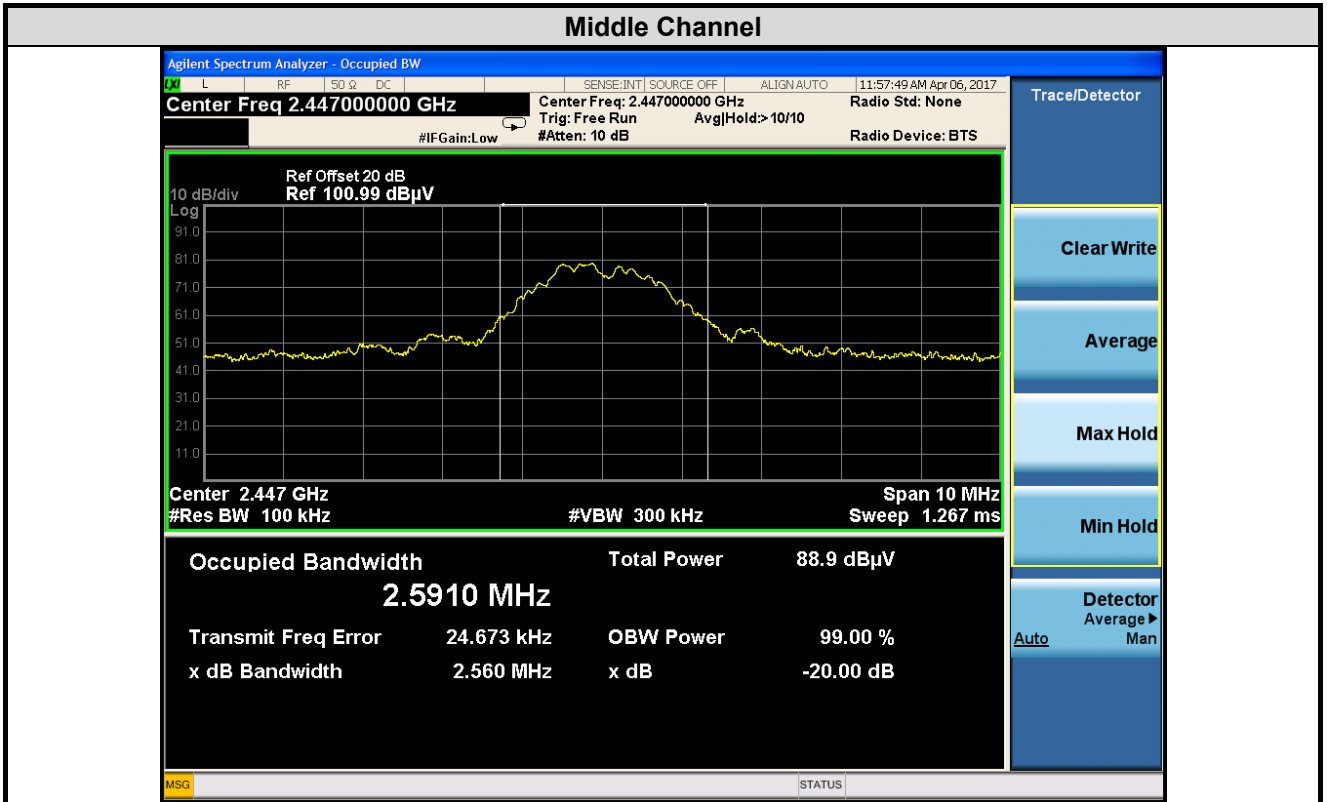 Middle Channel
Agilent Spectrum Analyzer - Occupied BW
LXI L RF 50 Ω DC SENSE:INT SOURCE OFF ALIGN AUTO 11:57:49 AM Apr 06, 2017
Center Freq 2.447000000 GHz
Center Freq: 2.447000000 GHz
Radio Std: None
Trig: Free Run Avg|Hold:> 10/10
#IFGain:Low
#Atten: 10 dB
Radio Device: BTS
Trace/Detector
Ref Offset 20 dB
10 dB/div Ref 100.99 dBµV
Log
91.0
81.0
71.0
61.0
51.0
41.0
31.0
21.0
11.0
Center 2.447 GHz
Span 10 MHz
#Res BW 100 kHz
#VBW 300 kHz
Sweep 1.267 ms
Occupied Bandwidth
Total Power 88.9 dBµV
2.5910 MHz
Transmit Freq Error 24.673 kHz
OBW Power 99.00 %
x dB Bandwidth 2.560 MHz
x dB -20.00 dB
Clear Write
Average
Max Hold
Min Hold
Detector
Average
Auto Man
MSG
STATUS